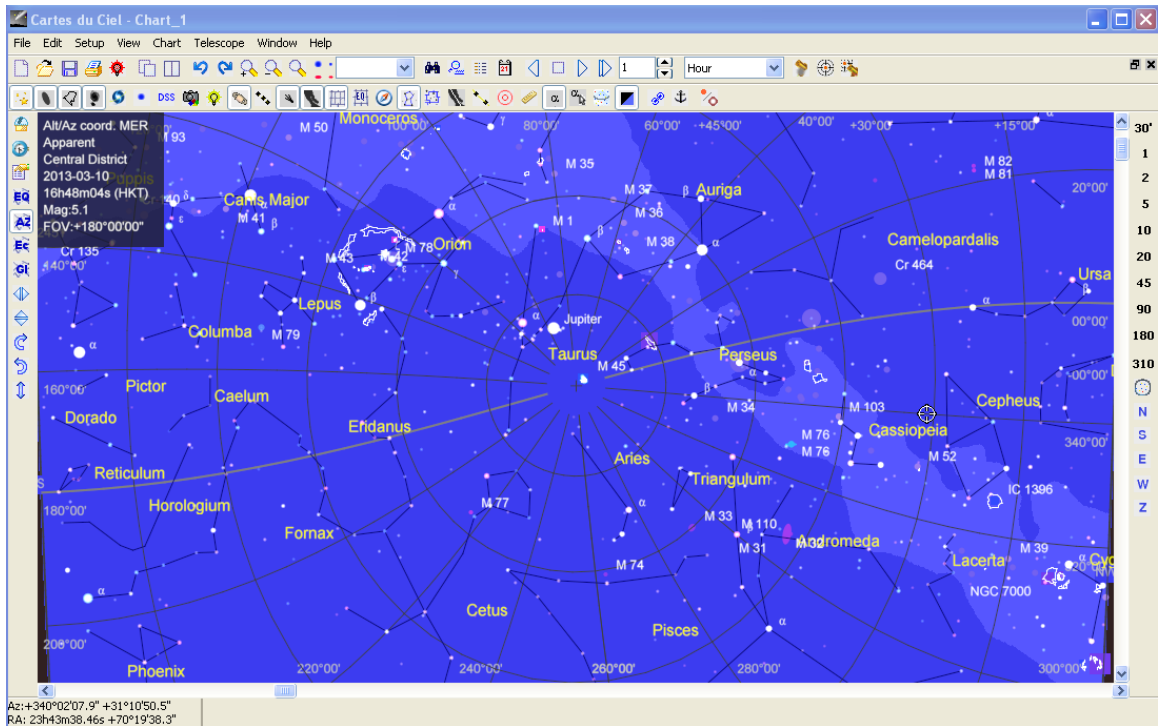 Cartes du Ciel - Chart_1
File Edit Setup View Chart Telescope Window Help
1 Hour
DSS
Alt/Az coord. MER
Apparent
Central District
2013-03-10
16h48m04s (HKT)
Mag:5.1
FOV:+180°00'00"
EQ
AZ
30'
1
2
5
10
20
45
90
180
310
N
S
E
W
Z
M 93
M 50
Monoceros
100°00'
80°00'
60°00'
+45°00'
40°00'
+30°00'
+15°00'
γ
α
Puppis
Cr 140
δ
ε
Canis Major
M 41
α
β
M 35
M 37
β
Auriga
M 82
M 81
20°00'
M 36
M 1
α
M 78
Orion
β
M 38
α
Camelopardalis
Cr 135
M 43
M 42
ε
γ
Cr 464
140°00'
Ursa
β
Lepus
β
α
α
Columba
M 79
Jupiter
00°00'
α
Taurus
M 45
Perseus
α
160°00'
Pictor
Caelum
β
M 34
M 103
Cepheus
Dorado
Eridanus
Cassiopeia
340°00'
M 76
M 76
M 52
Reticulum
Aries
Triangulum
S
Horologium
M 77
α
IC 1396
180°00'
Fornax
M 33
M 110
M 31
M 32
Andromeda
M 39
M 74
Lacerta
α
Cyg
NW
NGC 7000
α
Cetus
Pisces
α
Phoenix
220°00'
240°00'
260°00'
280°00'
300°00'
Az:+340°02'07.9" +31°10'50.5"
RA: 23h43m38.46s +70°19'38.3"